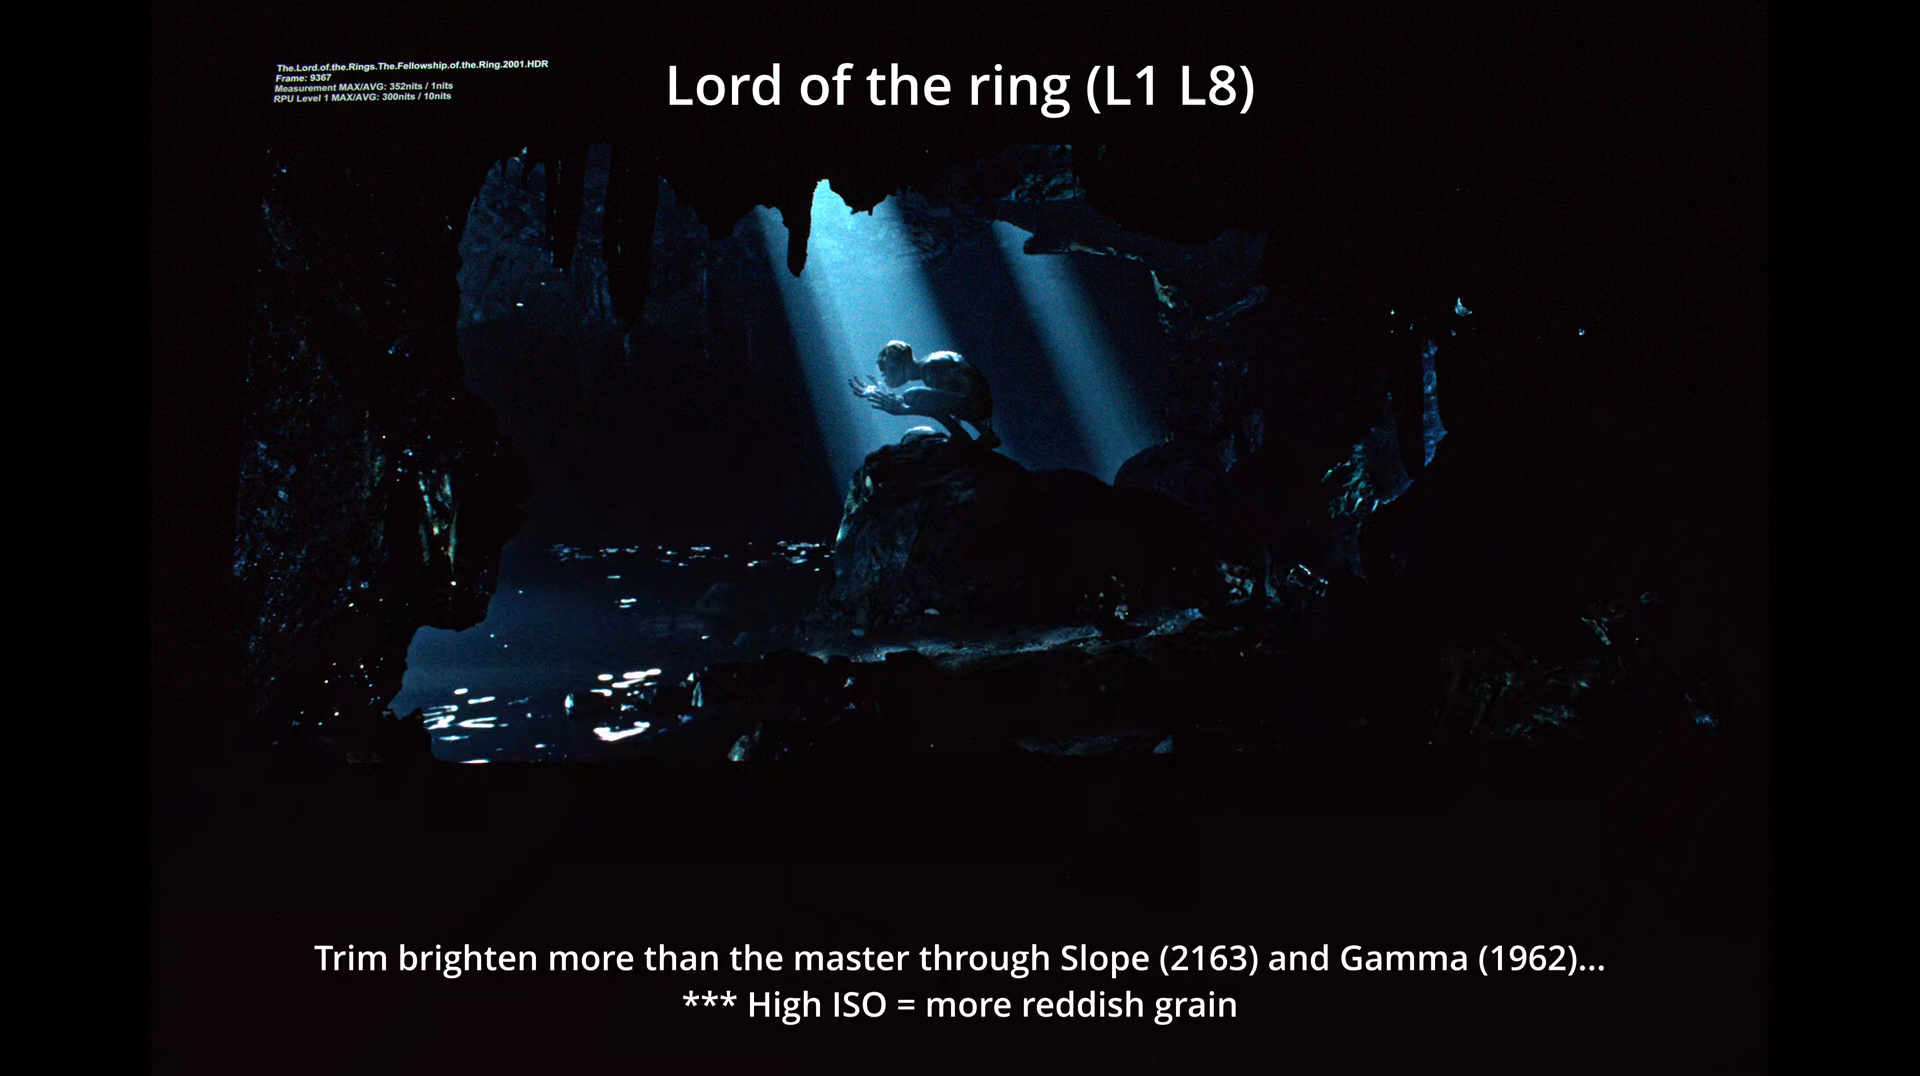 The.Lord.of.the.Rings.The.Fellowship.of.the.Ring.2001.HDR
Frame: 9367
Measurement MAX/AVG: 352nits / 1nits
RPU Level 1 MAX/AVG: 300nits / 10nits
Lord of the ring (L1 L8)
Trim brighten more than the master through Slope (2163) and Gamma (1962)...
*** High ISO = more reddish grain